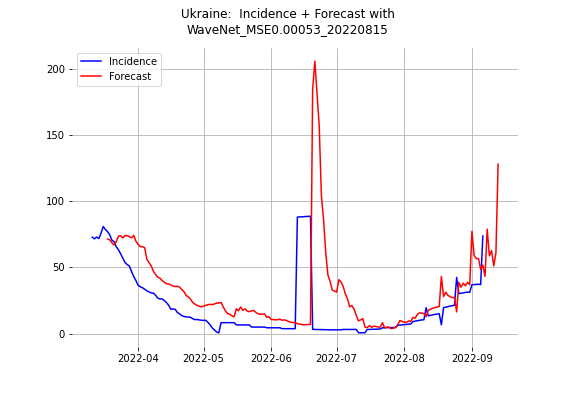 Ukraine:  Incidence + Forecast with
WaveNet_MSE0.00053_20220815
Incidence
Forecast
200
150
100
50
0
2022-04 2022-05 2022-06 2022-07 2022-08 2022-09